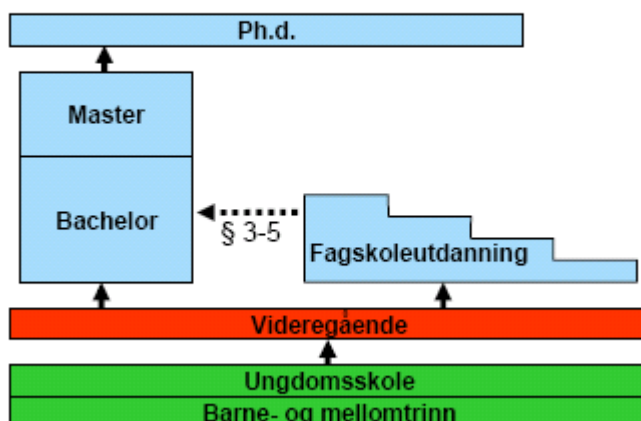 Ph.d.
Master
Bachelor
§ 3-5
Fagskoleutdanning
Videregående
Ungdomsskole
Barne- og mellomtrinn